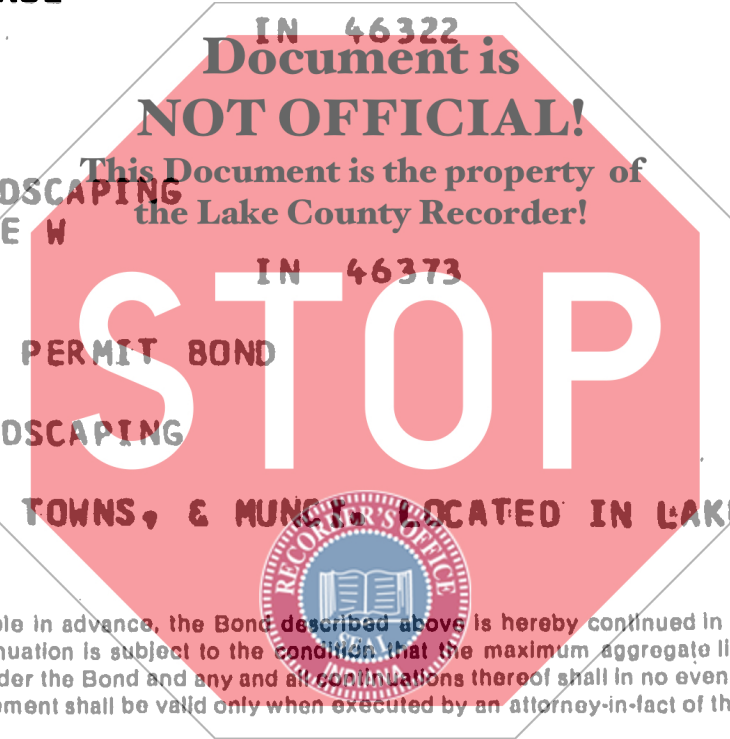 IN 46322
Document is
NOT OFFICIAL!
This Document is the property of
DSCAPING
the Lake County Recorder!
E W
IN 46373
STOP
PERMIT BOND
DSCAPING
TOWNS, & LOCATED IN LAK
RECORDER'S OFFICE
SEAL
INDIANA
ble in advance, the Bond described above is hereby continued in
nuation is subject to the condition that the maximum aggregate li
der the Bond and any and all continuations thereof shall in no even
ement shall be valid only when executed by an attorney-in-fact of th